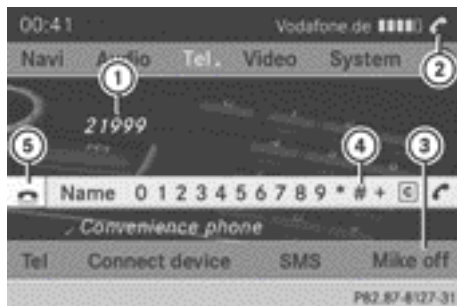 00:41 Vodafone.de
Navi Audio Tel. Video System
1
2
21999
5
4
3
Name 0 1 2 3 4 5 6 7 8 9 * # + C
Convenience phone
Tel Connect device SMS Mike off
P82.87-8127-31